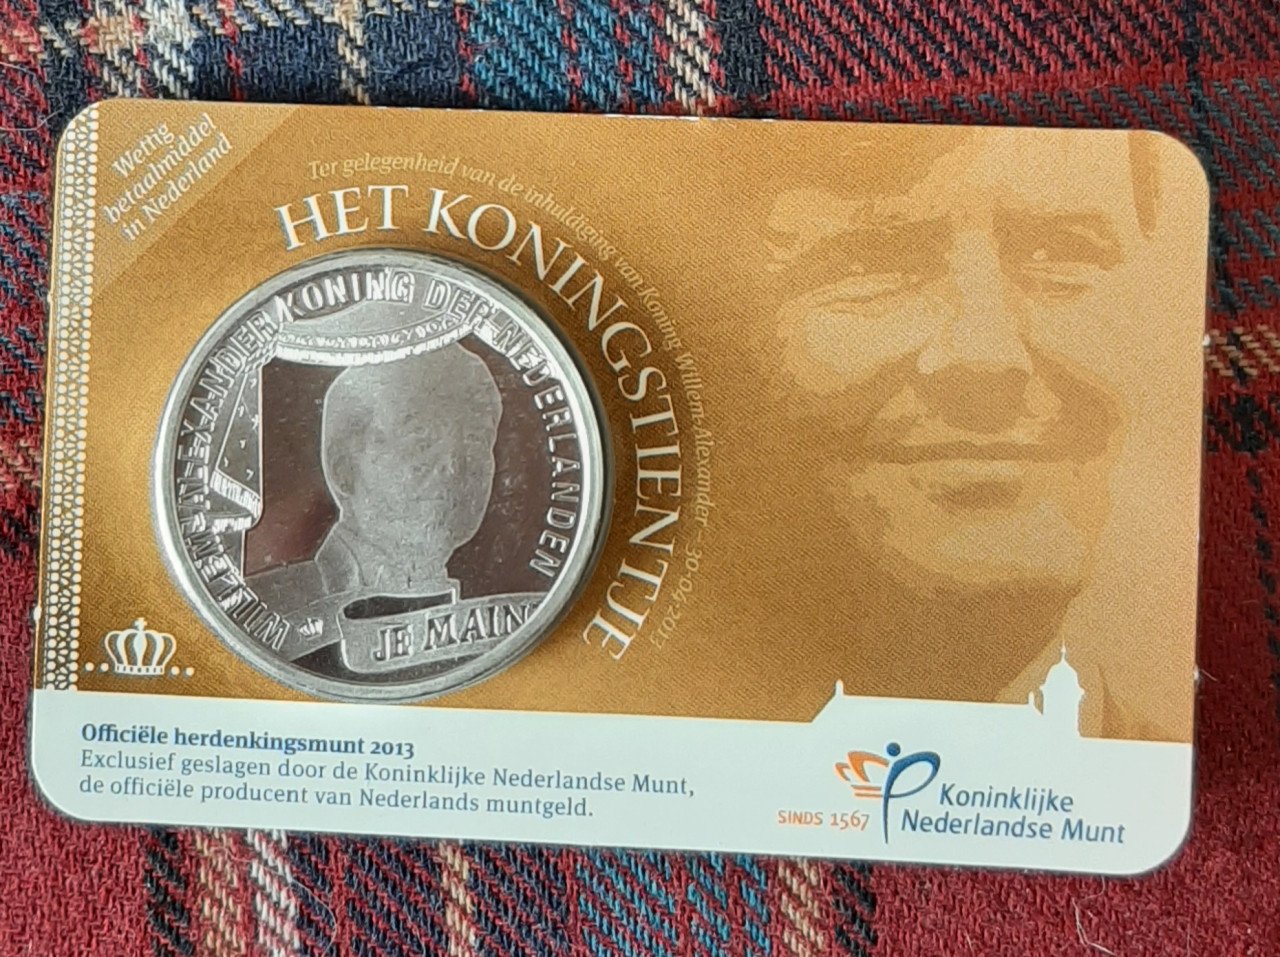 Wettig
betaalmiddel
in Nederland
Ter gelegenheid van de inhuldiging van Koning Willem-Alexander – 30-04-2013
HET KONINGSTIENTJE
WILLEM-ALEXANDER KONING DER NEDERLANDEN
JE MAIN
Officiële herdenkingsmunt 2013
Exclusief geslagen door de Koninklijke Nederlandse Munt,
de officiële producent van Nederlands muntgeld.
SINDS 1567
Koninklijke
Nederlandse Munt